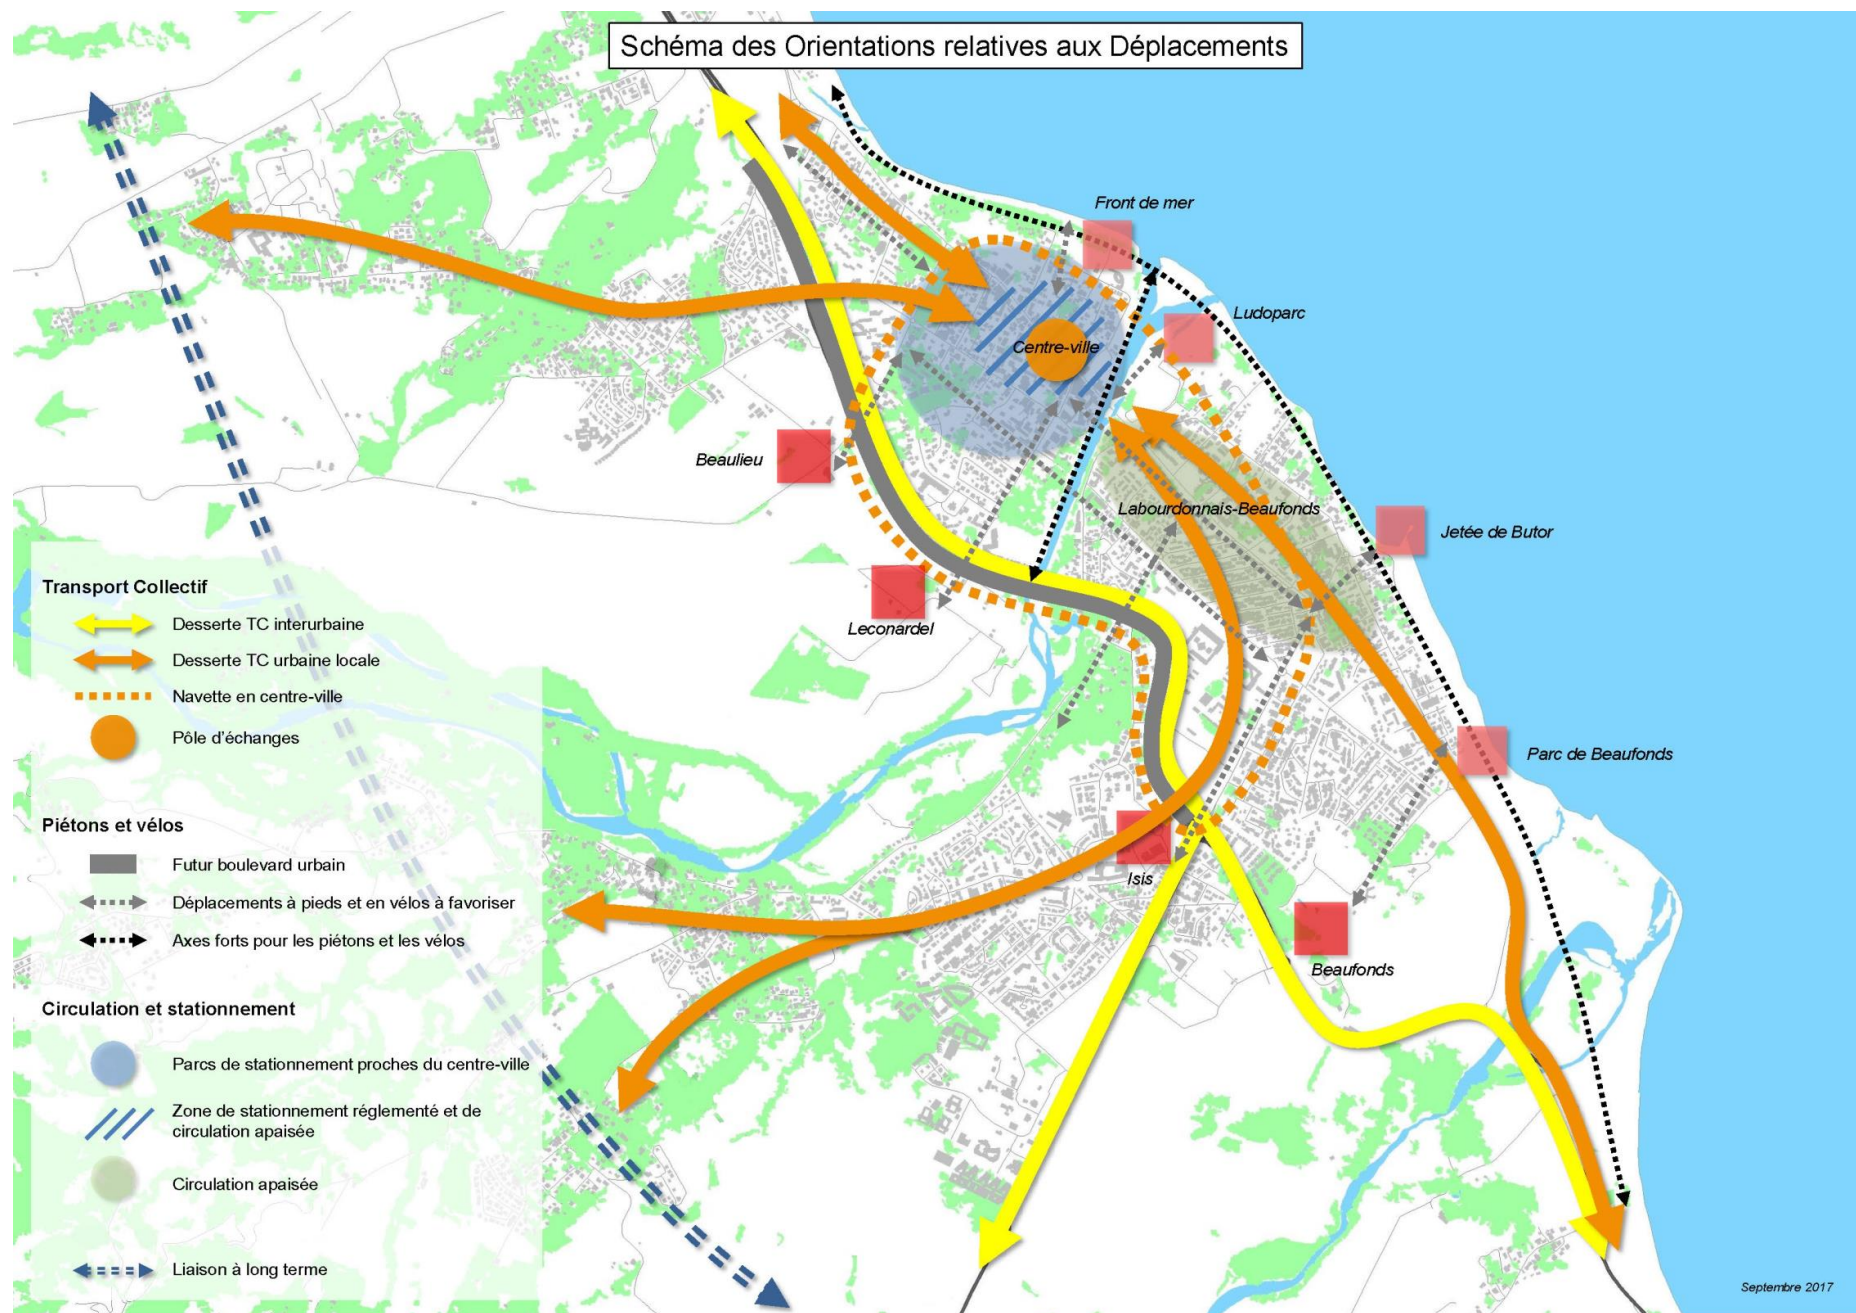 Schéma des Orientations relatives aux Déplacements
Front de mer
Ludoparc
Centre-ville
Beaulieu
Labourdonnais-Beaufonds
Jetée de Butor
Leconardel
Parc de Beaufonds
Isis
Beaufonds
Transport Collectif
Desserte TC interurbaine
Desserte TC urbaine locale
Navette en centre-ville
Pôle d'échanges
Piétons et vélos
Futur boulevard urbain
Déplacements à pieds et en vélos à favoriser
Axes forts pour les piétons et les vélos
Circulation et stationnement
Parcs de stationnement proches du centre-ville
Zone de stationnement réglementé et de
circulation apaisée
Circulation apaisée
Liaison à long terme
Septembre 2017